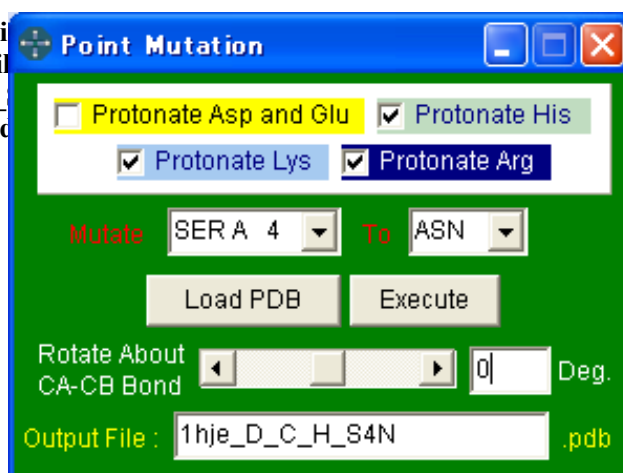 Point Mutation
Protonate Asp and Glu Protonate His
Protonate Lys Protonate Arg
Mutate SER A 4 To ASN
Load PDB Execute
Rotate About CA-CB Bond 0 Deg.
Output File : 1hje_D_C_H_S4N .pdb